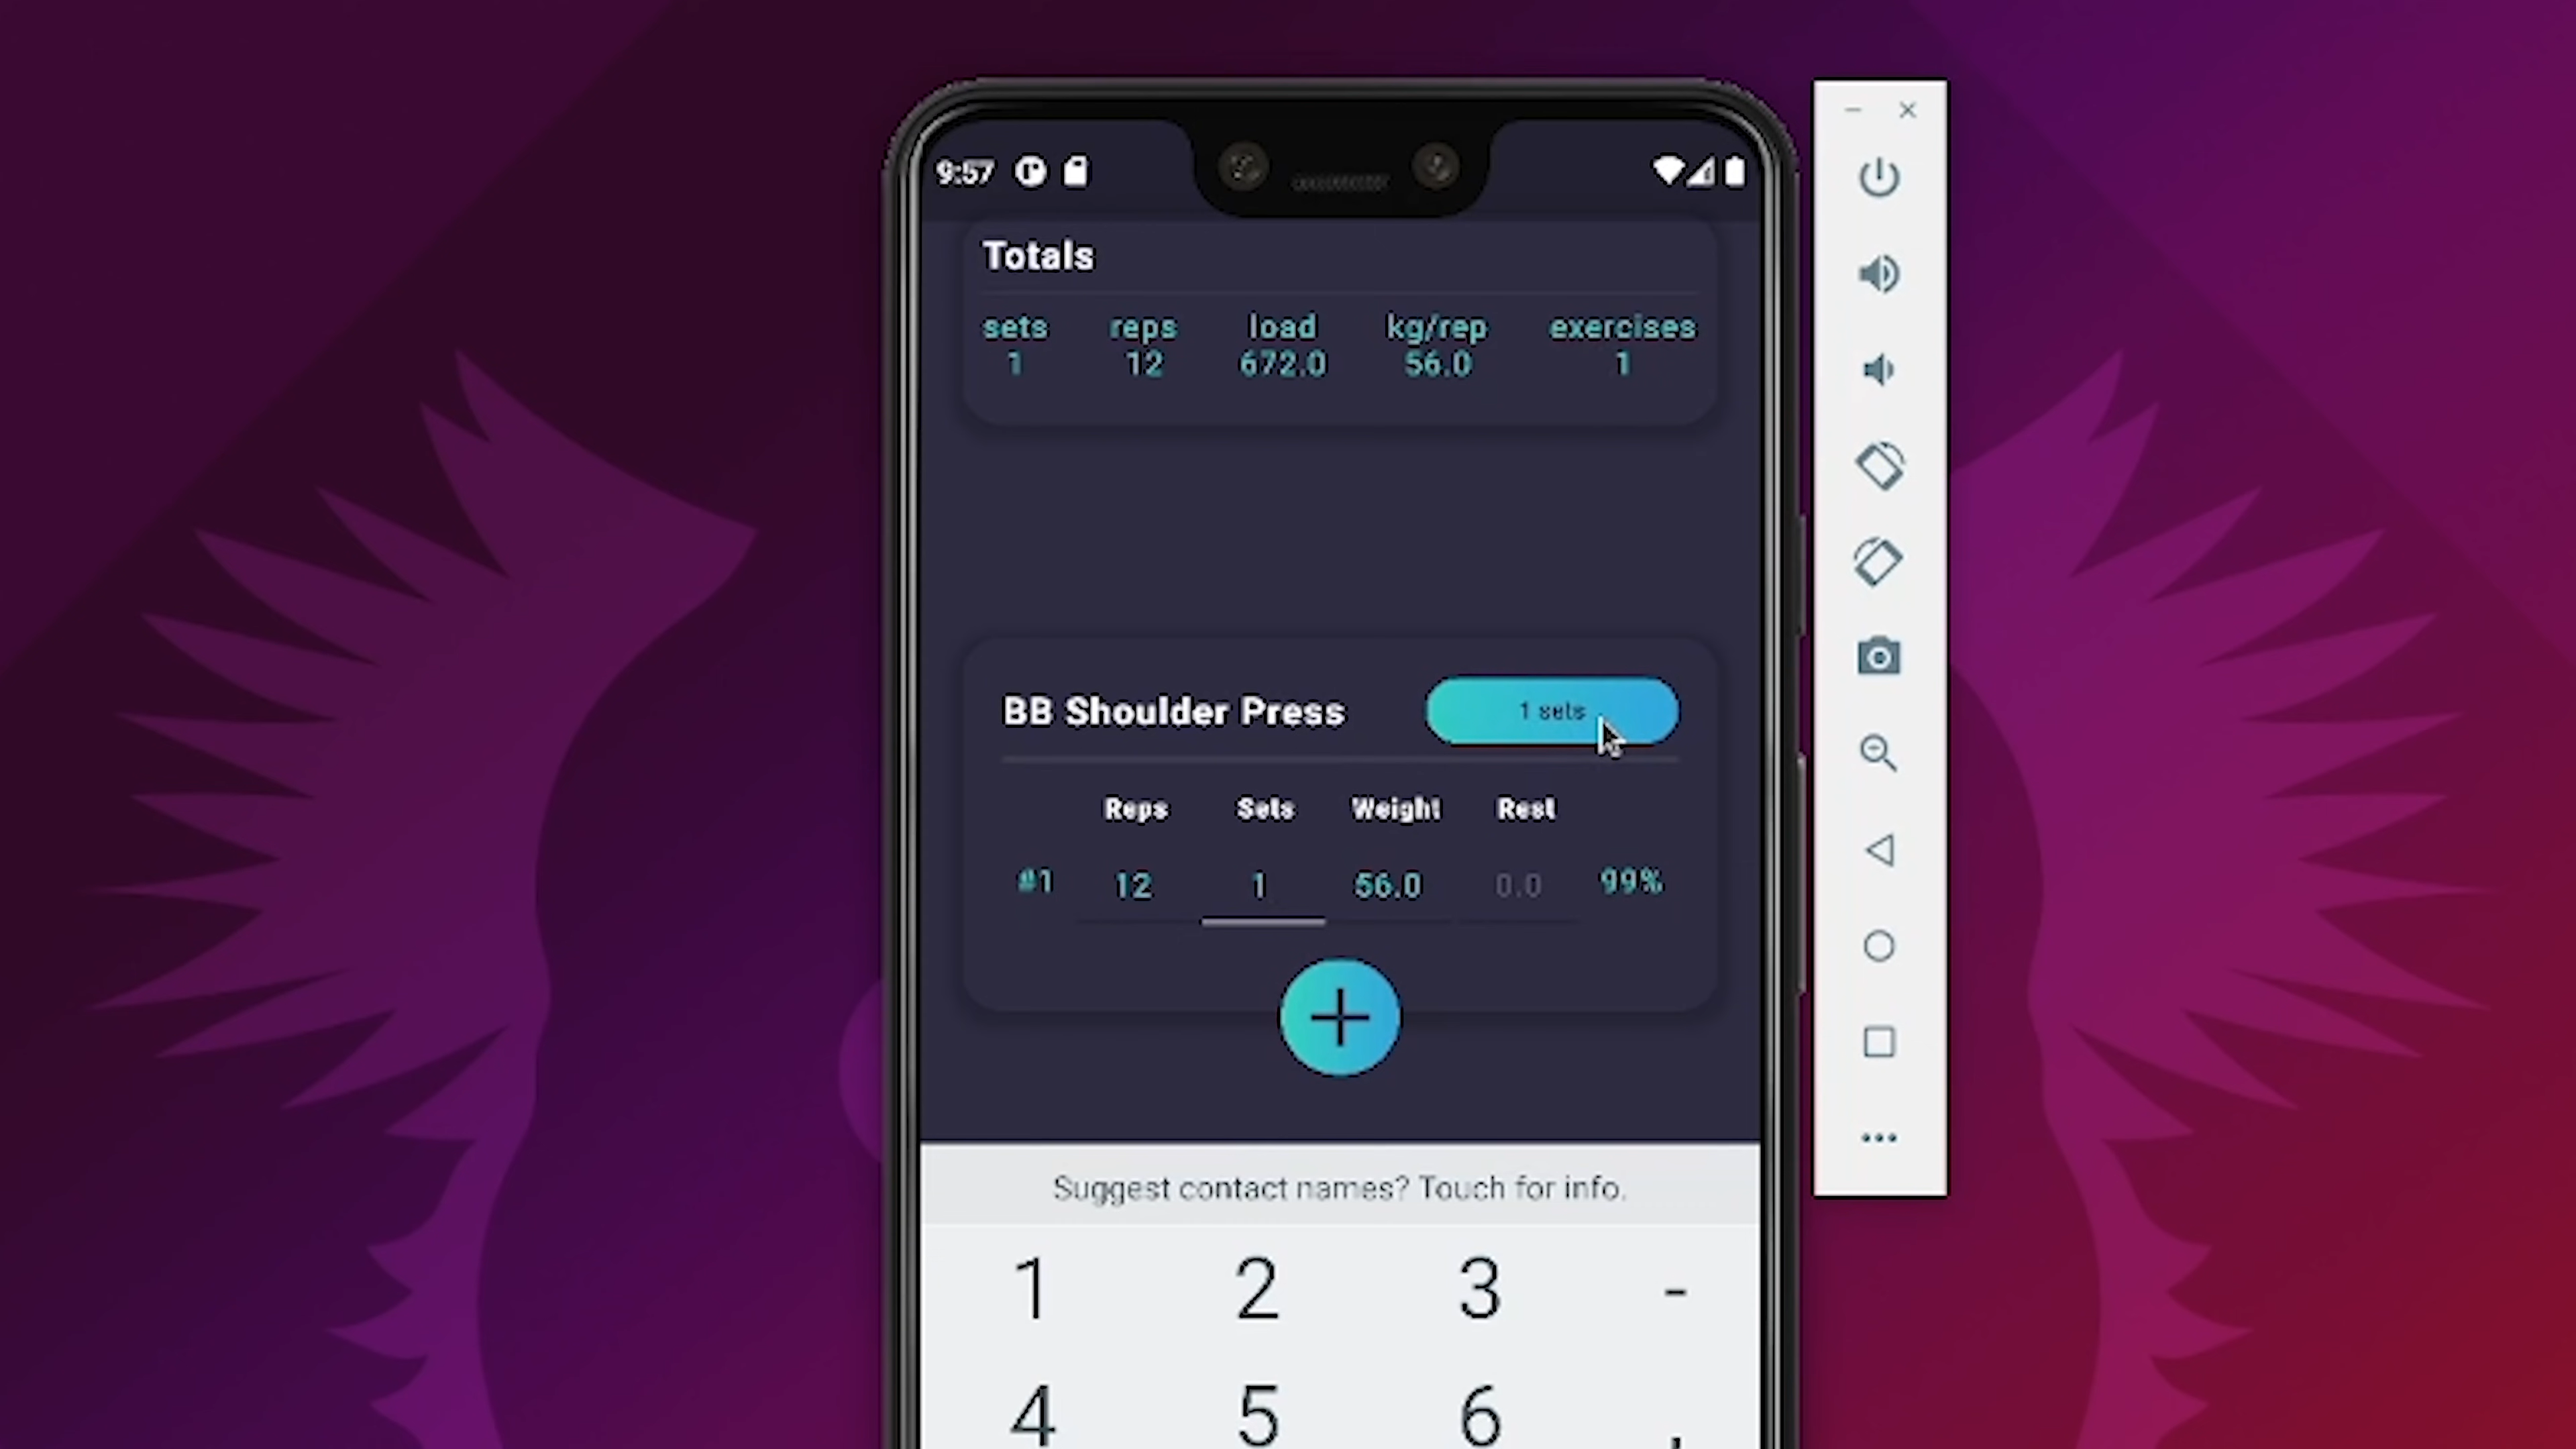 9:57
Totals
sets reps load kg/rep exercises
1 12 672.0 56.0 1
BB Shoulder Press 1 sets
Reps Sets Weight Rest
#1 12 1 56.0 0.0 99%
Suggest contact names? Touch for info.
1 2 3 -
4 5 6 ,